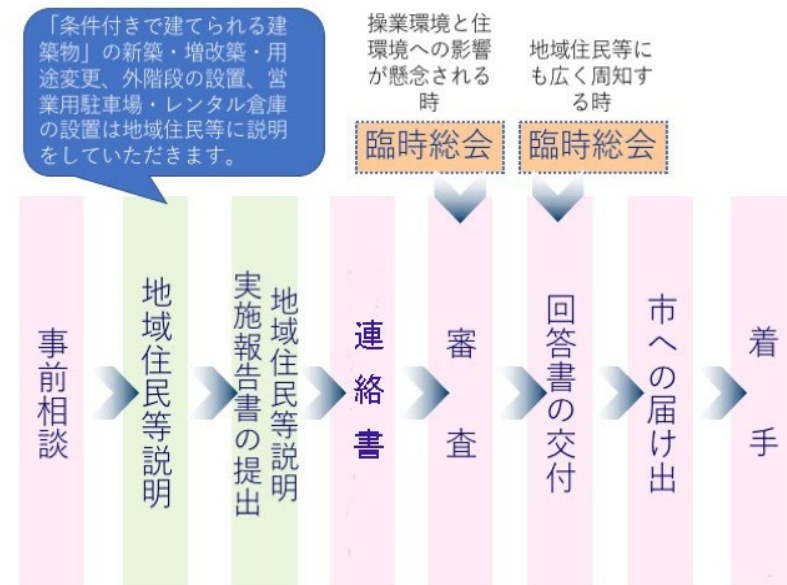 「条件付きで建てられる建
築物」の新築・増改築・用
途変更、外階段の設置、営
業用駐車場・レンタル倉庫
の設置は地域住民等に説明
をしていただきます。
操業環境と住
環境への影響
が懸念される
時
臨時総会
地域住民等に
も広く周知す
る時
臨時総会
事前相談
地域住民等説明
地域住民等説明
実施報告書の提出
連絡書
審査
回答書の交付
市への届け出
着手